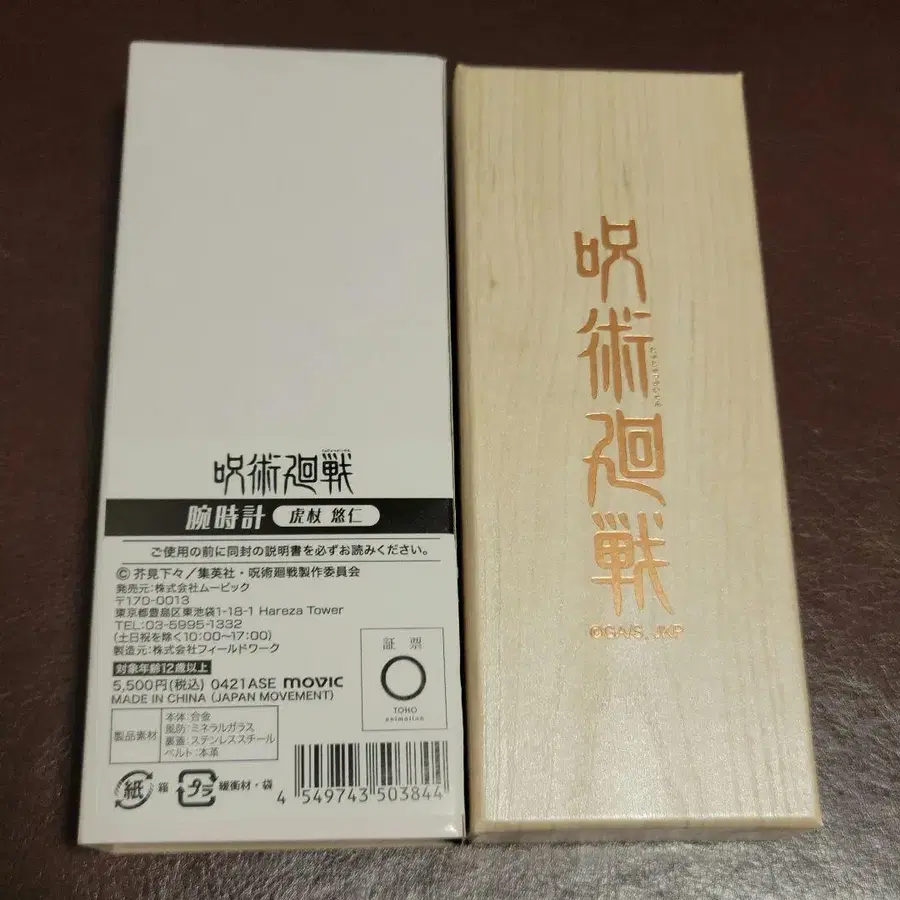 呪術廻戦
腕時計 虎杖 悠仁
ご使用の前に同封の説明書を必ずお読みください。
© 芥見下々／集英社・呪術廻戦製作委員会
発売元：株式会社ムービック
〒170-0013
東京都豊島区東池袋1-18-1 Hareza Tower
TEL:03-5995-1332
(土日祝を除く10:00〜17:00)
製造元：株式会社フィールドワーク
対象年齢12歳以上
5,500円(税込) 0421ASE movic
MADE IN CHINA (JAPAN MOVEMENT)
製品素材
本体：合金
風防：ミネラルガラス
裏蓋：ステンレススチール
ベルト：本革
証票
TOHO
animation
紙 箱 プラ 緩衝材・袋
4 549743 503844
呪術廻戦
©GA/S, JKP